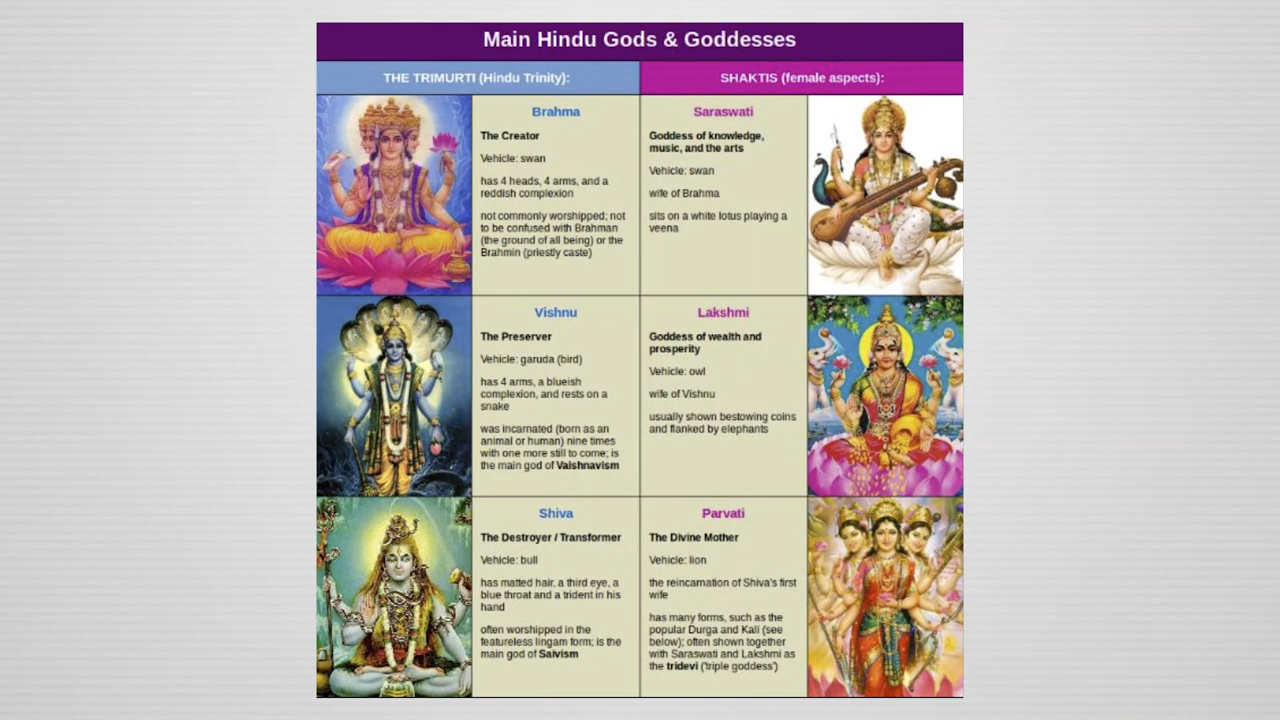 Main Hindu Gods & Goddesses
THE TRIMURTI (Hindu Trinity):
SHAKTIS (female aspects):
Brahma
The Creator
Vehicle: swan
has 4 heads, 4 arms, and a
reddish complexion
not commonly worshipped; not
to be confused with Brahman
(the ground of all being) or the
Brahmin (priestly caste)
Saraswati
Goddess of knowledge,
music, and the arts
Vehicle: swan
wife of Brahma
sits on a white lotus playing a
veena
Vishnu
The Preserver
Vehicle: garuda (bird)
has 4 arms, a blueish
complexion, and rests on a
snake
was incarnated (born as an
animal or human) nine times
with one more still to come; is
the main god of Vaishnavism
Lakshmi
Goddess of wealth and
prosperity
Vehicle: owl
wife of Vishnu
usually shown bestowing coins
and flanked by elephants
Shiva
The Destroyer / Transformer
Vehicle: bull
has matted hair, a third eye, a
blue throat and a trident in his
hand
often worshipped in the
featureless lingam form; is the
main god of Saivism
Parvati
The Divine Mother
Vehicle: lion
the reincarnation of Shiva's first
wife
has many forms, such as the
popular Durga and Kali (see
below); often shown together
with Saraswati and Lakshmi as
the tridevi ('triple goddess')